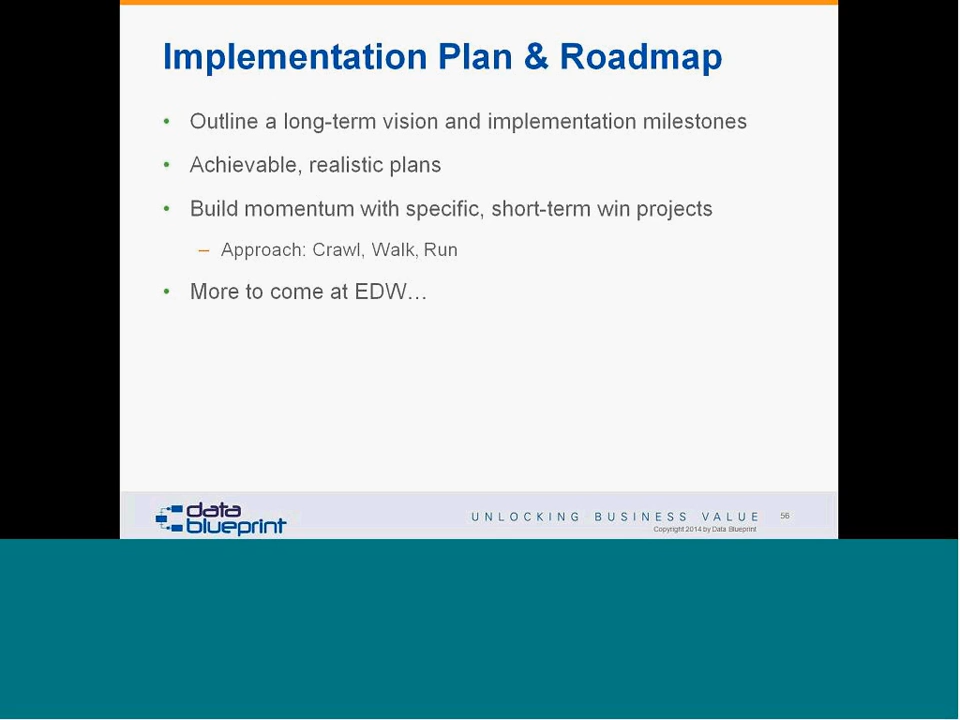 Implementation Plan & Roadmap
• Outline a long-term vision and implementation milestones
• Achievable, realistic plans
• Build momentum with specific, short-term win projects
– Approach: Crawl, Walk, Run
• More to come at EDW…
data
blueprint
UNLOCKING BUSINESS VALUE 56
Copyright 2014 by Data Blueprint